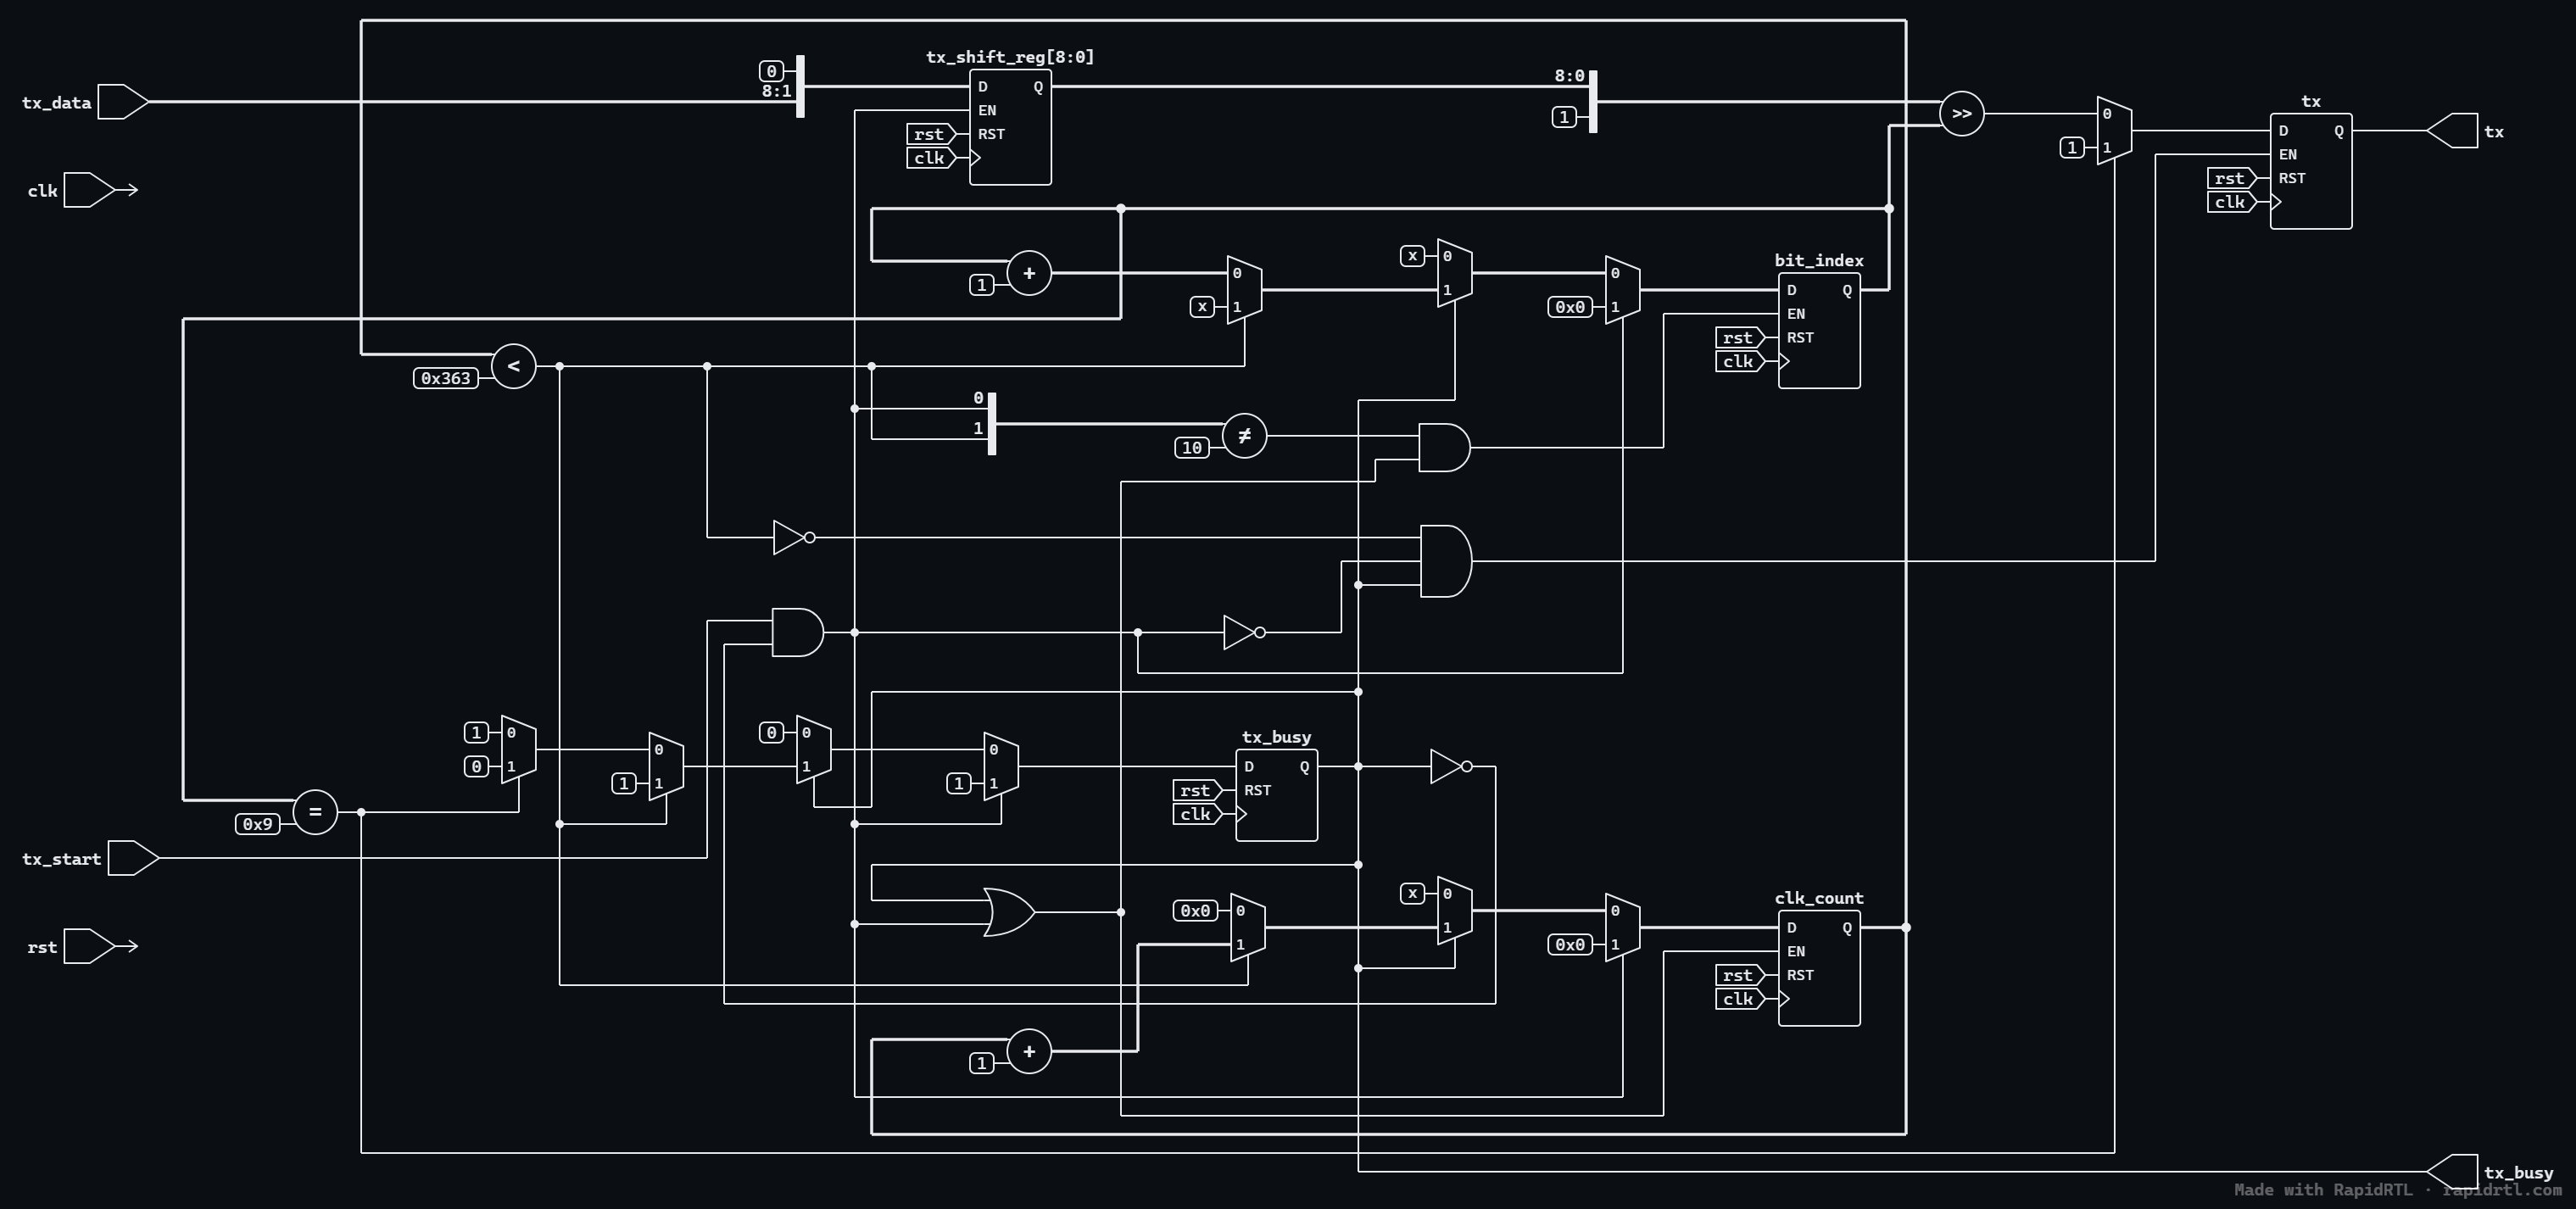 tx_shift_reg[8:0]
0
8:1
D Q
EN
rst RST
clk
8:0
1
tx_data
>>
0
1 1
tx
D Q
EN
rst RST
clk
tx
clk
+
1
0
x 1
x 0
1
0
0x0 1
bit_index
D Q
EN
rst RST
clk
<
0x363
0
1
≠
10
1 0
0 1
0
1 1
0 0
1
0
1 1
tx_busy
D Q
rst RST
clk
=
0x9
tx_start
rst
0x0 0
1
x 0
1
0
0x0 1
clk_count
D Q
EN
rst RST
clk
+
1
tx_busy
Made with RapidRTL · rapidrtl.com